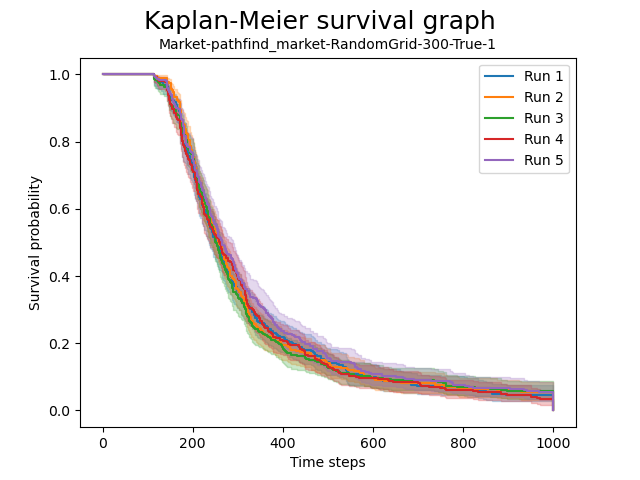 Kaplan-Meier survival graph
Market-pathfind_market-RandomGrid-300-True-1
Survival probability
1.0
0.8
0.6
0.4
0.2
0.0
Run 1
Run 2
Run 3
Run 4
Run 5
0 200 400 600 800 1000
Time steps